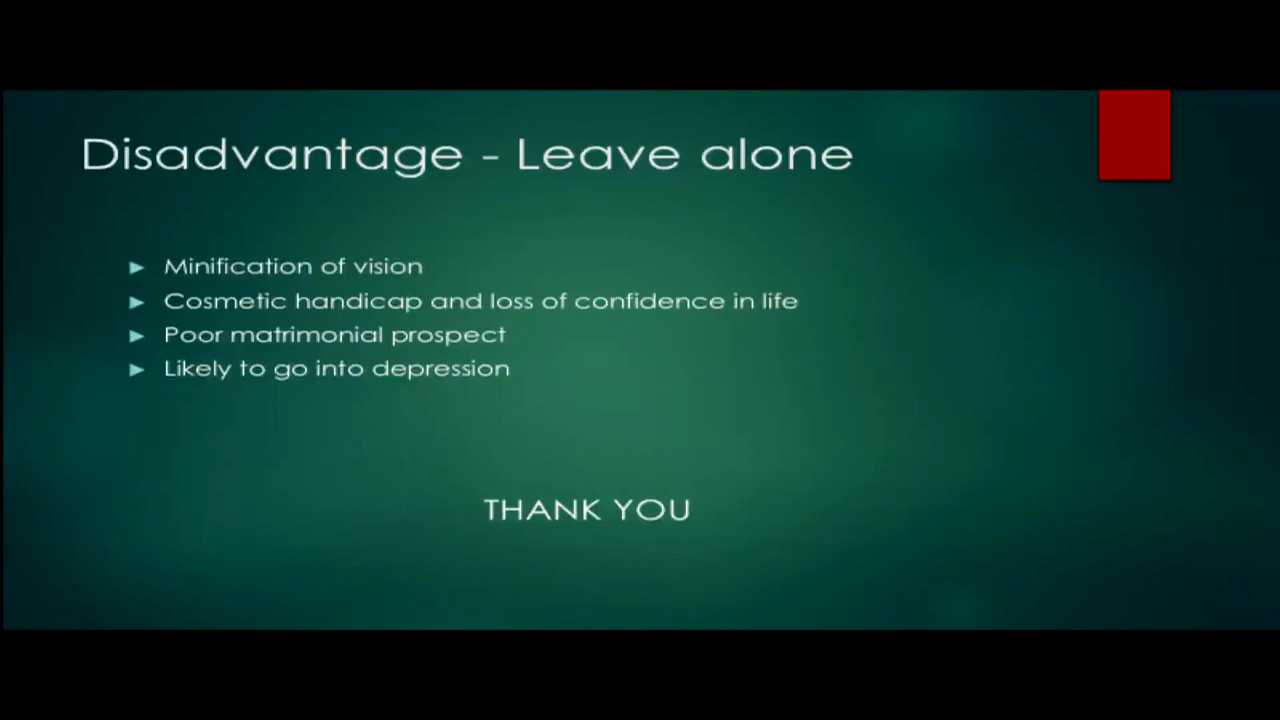 Disadvantage - Leave alone
Minification of vision
Cosmetic handicap and loss of confidence in life
Poor matrimonial prospect
Likely to go into depression
THANK YOU